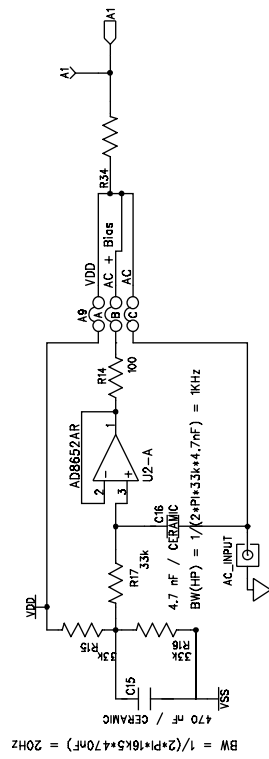 A1
A1
R34
VDD
AC + Bias
AC
A9
A
B
C
R14
100
AD8652AR
U2-A
1
2
3
-
+
C16
4.7 nF / CERAMIC
BW(HP) = 1/(2*PI*33k*4.7nF) = 1KHz
R17
33k
AC_INPUT
VDD
R15
33k
R16
33k
C15
470 nF / CERAMIC
VSS
BW = 1/(2*PI*16k5*470nF) = 20Hz